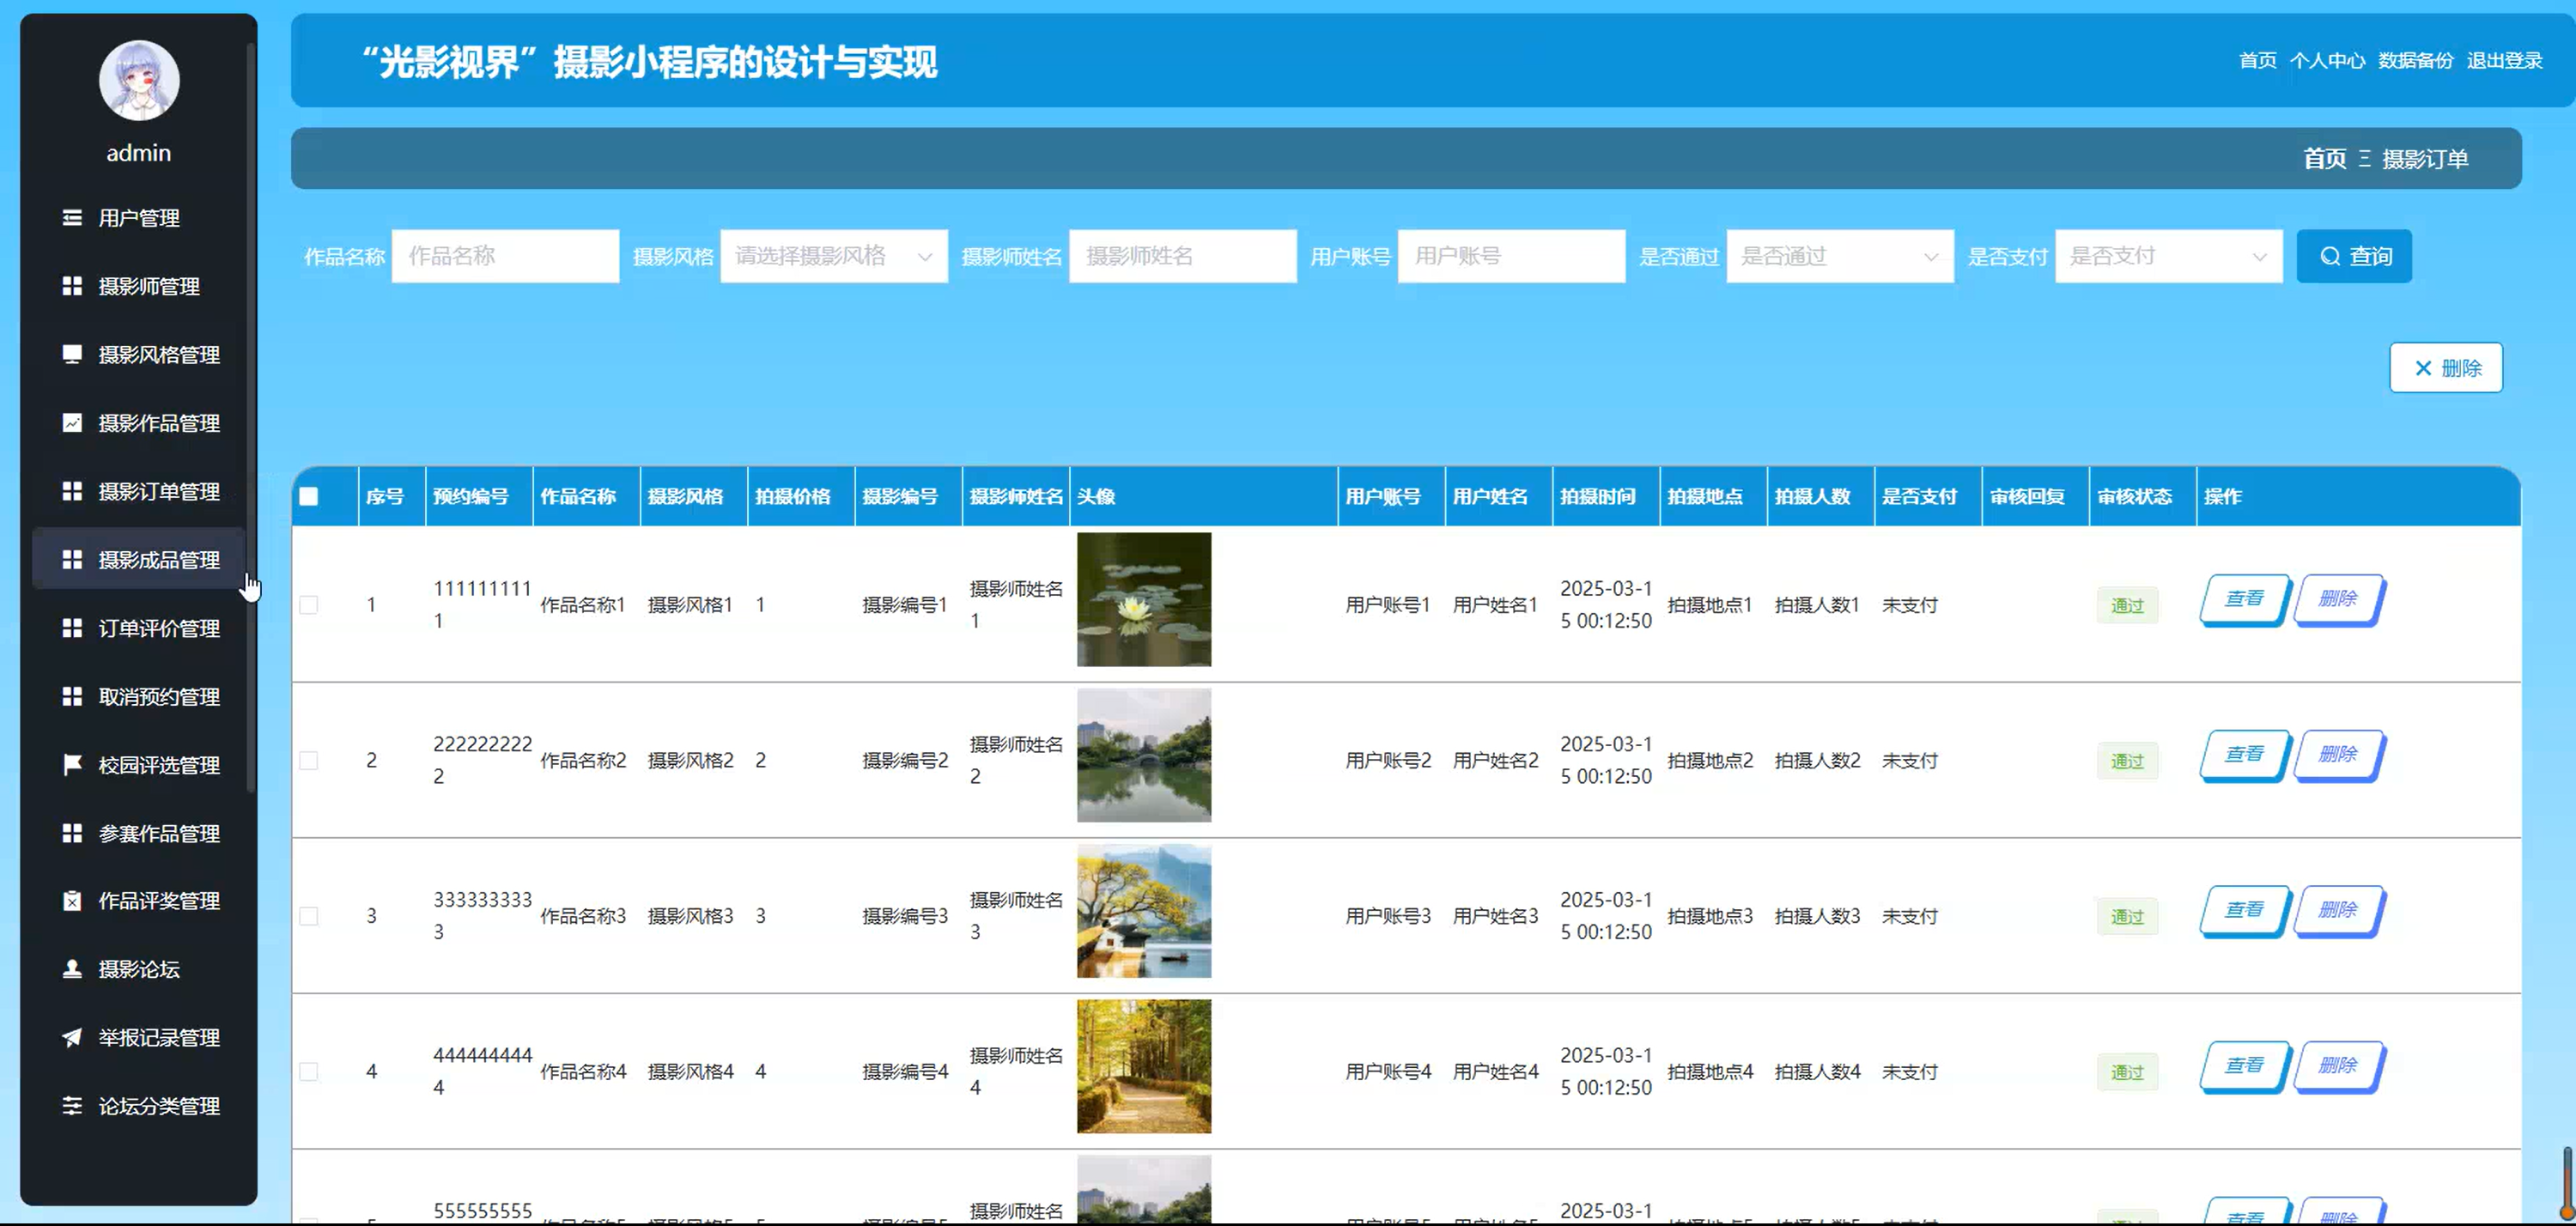 “光影视界”摄影小程序的设计与实现
首页 个人中心 数据备份 退出登录
admin
用户管理
摄影师管理
摄影风格管理
摄影作品管理
摄影订单管理
摄影成品管理
订单评价管理
取消预约管理
校园评选管理
参赛作品管理
作品评奖管理
摄影论坛
举报记录管理
论坛分类管理
首页 Ξ 摄影订单
作品名称 作品名称 摄影风格 请选择摄影风格 摄影师姓名 摄影师姓名 用户账号 用户账号 是否通过 是否通过 是否支付 是否支付 查询
删除
序号 预约编号 作品名称 摄影风格 拍摄价格 摄影编号 摄影师姓名 头像 用户账号 用户姓名 拍摄时间 拍摄地点 拍摄人数 是否支付 审核回复 审核状态 操作
1 1111111111 作品名称1 摄影风格1 1 摄影编号1 摄影师姓名1 用户账号1 用户姓名1 2025-03-15 00:12:50 拍摄地点1 拍摄人数1 未支付 通过 查看 删除
2 2222222222 作品名称2 摄影风格2 2 摄影编号2 摄影师姓名2 用户账号2 用户姓名2 2025-03-15 00:12:50 拍摄地点2 拍摄人数2 未支付 通过 查看 删除
3 3333333333 作品名称3 摄影风格3 3 摄影编号3 摄影师姓名3 用户账号3 用户姓名3 2025-03-15 00:12:50 拍摄地点3 拍摄人数3 未支付 通过 查看 删除
4 4444444444 作品名称4 摄影风格4 4 摄影编号4 摄影师姓名4 用户账号4 用户姓名4 2025-03-15 00:12:50 拍摄地点4 拍摄人数4 未支付 通过 查看 删除
555555555 摄影师姓名 2025-03-1